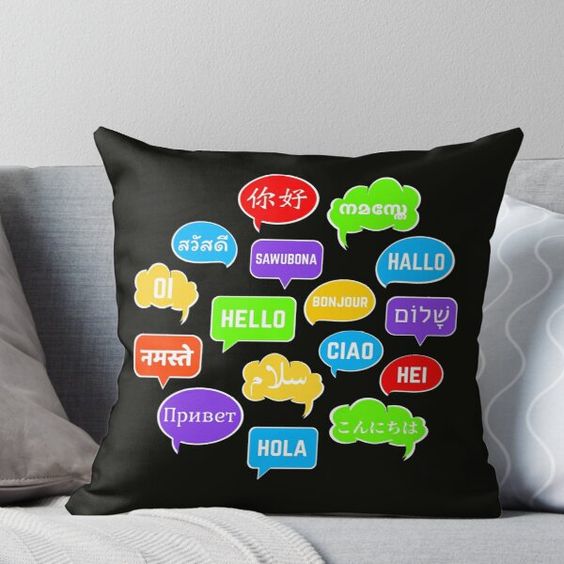 你好
നമസ്തേ
สวัสดี
SAWUBONA
HALLO
OI
BONJOUR
HELLO
שָׁלוֹם
CIAO
नमस्ते
HEI
سلام
Привет
こんにちは
HOLA